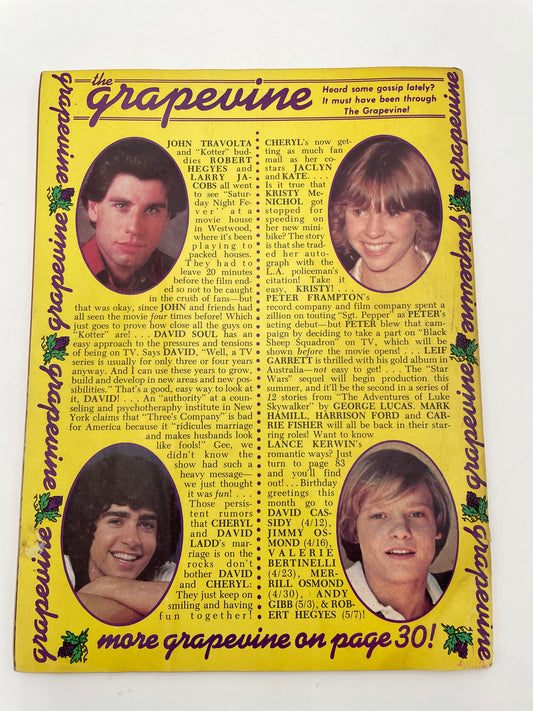 the
grapevine
Heard some gossip lately?
It must have been through
The Grapevine!
JOHN TRAVOLTA
and "Kotter" bud-
dies ROBERT
HEGYES and
LARRY JA-
COBS all went
to see "Satur-
day Night Fe-
ver" at a
movie house
in Westwood,
where it's been
playing to
packed houses.
They had to
leave 20 minutes
before the film end-
ed so not to be caught
in the crush of fans—but
that was okay, since JOHN and friends had
all seen the movie four times before! Which
just goes to prove how close all the guys on
"Kotter" are! . . . DAVID SOUL has an
easy approach to the pressures and tensions
of being on TV. Says DAVID, "Well, a TV
series is usually for only three or four years
anyway. And I can use these years to grow,
build and develop in new areas and new pos-
sibilities." That's a good, easy way to look at
it, DAVID! . . . An "authority" at a coun-
seling and psychotherapy institute in New
York claims that "Three's Company" is bad
for America because it "ridicules marriage
and makes husbands look
like fools!" Gee, we
didn't know the
show had such a
heavy message—
we just thought
it was fun! . . .
Those persis-
tent rumors
that CHERYL
and DAVID
LADD's mar-
riage is on the
rocks don't
bother DAVID
and CHERYL:
They just keep on
smiling and having
fun together!
CHERYL's now get-
ting as much fan
mail as her co-
stars JACLYN
and KATE. . . .
Is it true that
KRISTY Mc-
NICHOL got
stopped for
speeding on
her new mini-
bike? The story
is that she trad-
ed her auto-
graph with the
L.A. policeman's
citation! Take it
easy, KRISTY! . . .
PETER FRAMPTON's
record company and film company spent a
zillion on touting "Sgt. Pepper" as PETER's
acting debut—but PETER blew that cam-
paign by deciding to take a part on "Black
Sheep Squadron" on TV, which will be
shown before the movie opens! . . . LEIF
GARRETT is thrilled with his gold album in
Australia—not easy to get! . . . The "Star
Wars" sequel will begin production this
summer, and it'll be the second in a series of
12 stories from "The Adventures of Luke
Skywalker" by GEORGE LUCAS. MARK
HAMILL, HARRISON FORD and CAR-
RIE FISHER will all be back in their star-
ring roles! Want to know
LANCE KERWIN's
romantic ways? Just
turn to page 83
and you'll find
out! . . . Birthday
greetings this
month go to
DAVID CAS-
SIDY (4/12),
JIMMY OS-
MOND (4/16),
VALERIE
BERTINELLI
(4/23), MER-
RILL OSMOND
(4/30), ANDY
GIBB (5/3), & ROB-
ERT HEGYES (5/7)!
more grapevine on page 30!
grapevine
grapevine
grapevine
grapevine
grapevine
grapevine
grapevine
grapevine